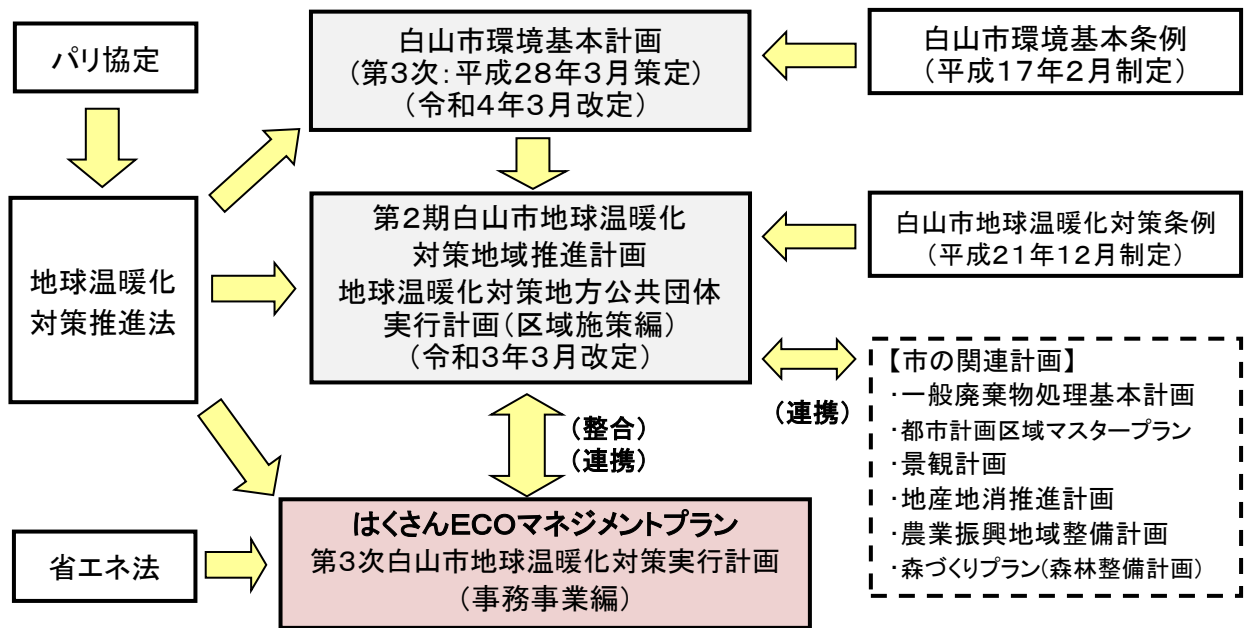 パリ協定
白山市環境基本計画
(第3次:平成28年3月策定)
(令和4年3月改定)
白山市環境基本条例
(平成17年2月制定)
地球温暖化
対策推進法
第2期白山市地球温暖化
対策地域推進計画
地球温暖化対策地方公共団体
実行計画(区域施策編)
(令和3年3月改定)
白山市地球温暖化対策条例
(平成21年12月制定)
(連携)
【市の関連計画】
・一般廃棄物処理基本計画
・都市計画区域マスタープラン
・景観計画
・地産地消推進計画
・農業振興地域整備計画
・森づくりプラン(森林整備計画)
(整合)
(連携)
省エネ法
はくさんECOマネジメントプラン
第3次白山市地球温暖化対策実行計画
(事務事業編)